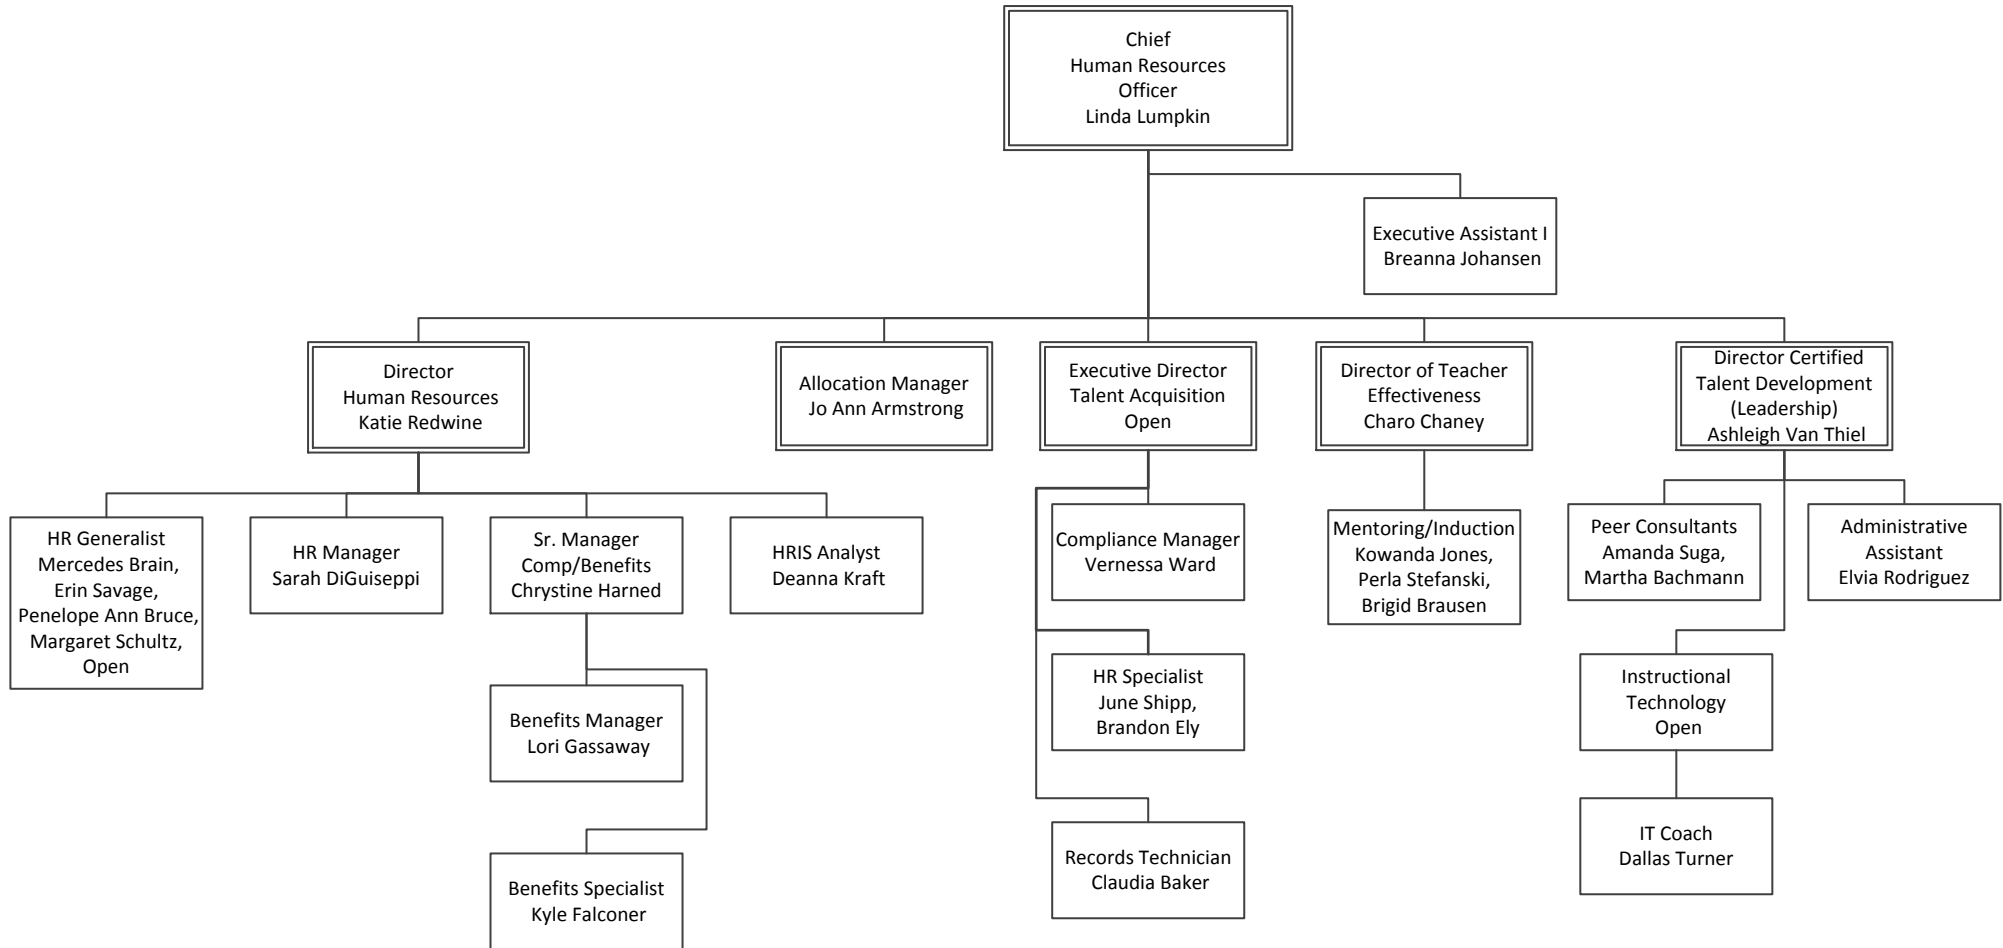 Chief
Human Resources
Officer
Linda Lumpkin
Executive Assistant I
Breanna Johansen
Director
Human Resources
Katie Redwine
Allocation Manager
Jo Ann Armstrong
Executive Director
Talent Acquisition
Open
Director of Teacher
Effectiveness
Charo Chaney
Director Certified
Talent Development
(Leadership)
Ashleigh Van Thiel
HR Generalist
Mercedes Brain,
Erin Savage,
Penelope Ann Bruce,
Margaret Schultz,
Open
HR Manager
Sarah DiGuiseppi
Sr. Manager
Comp/Benefits
Chrystine Harned
HRIS Analyst
Deanna Kraft
Compliance Manager
Vernessa Ward
Mentoring/Induction
Kowanda Jones,
Perla Stefanski,
Brigid Brausen
Peer Consultants
Amanda Suga,
Martha Bachmann
Administrative
Assistant
Elvia Rodriguez
Benefits Manager
Lori Gassaway
HR Specialist
June Shipp,
Brandon Ely
Instructional
Technology
Open
Benefits Specialist
Kyle Falconer
Records Technician
Claudia Baker
IT Coach
Dallas Turner